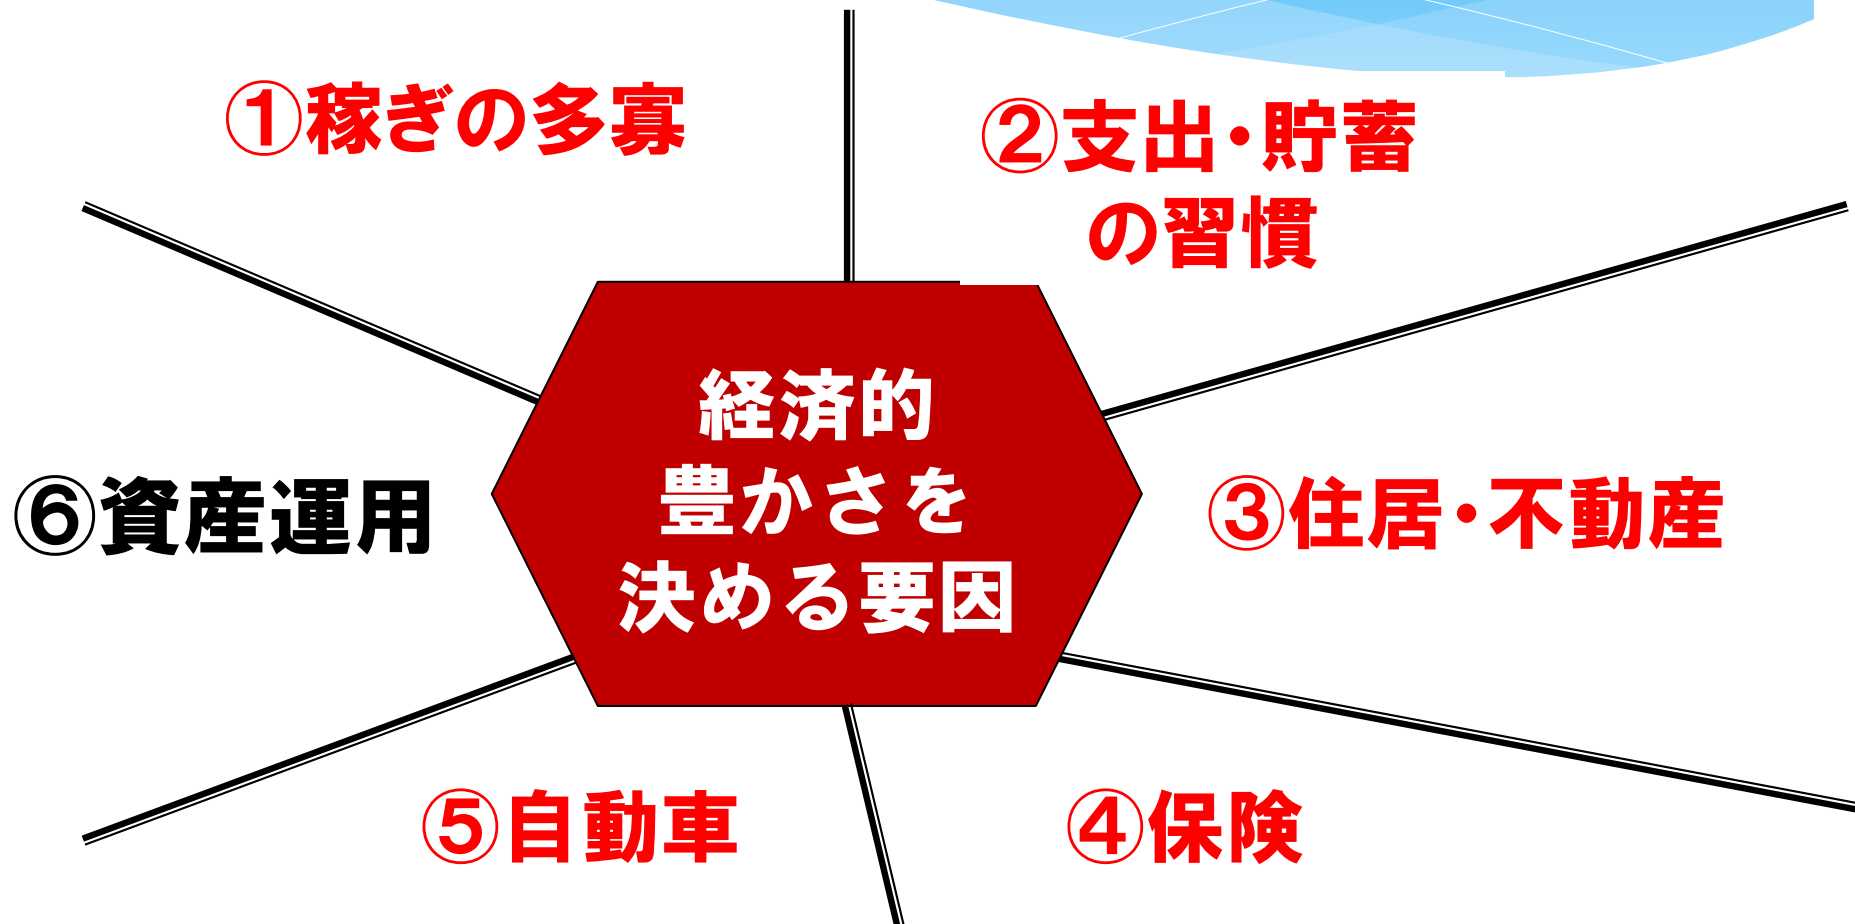 ①稼ぎの多寡
②支出・貯蓄
の習慣
経済的
豊かさを
決める要因
⑥資産運用
③住居・不動産
⑤自動車
④保険